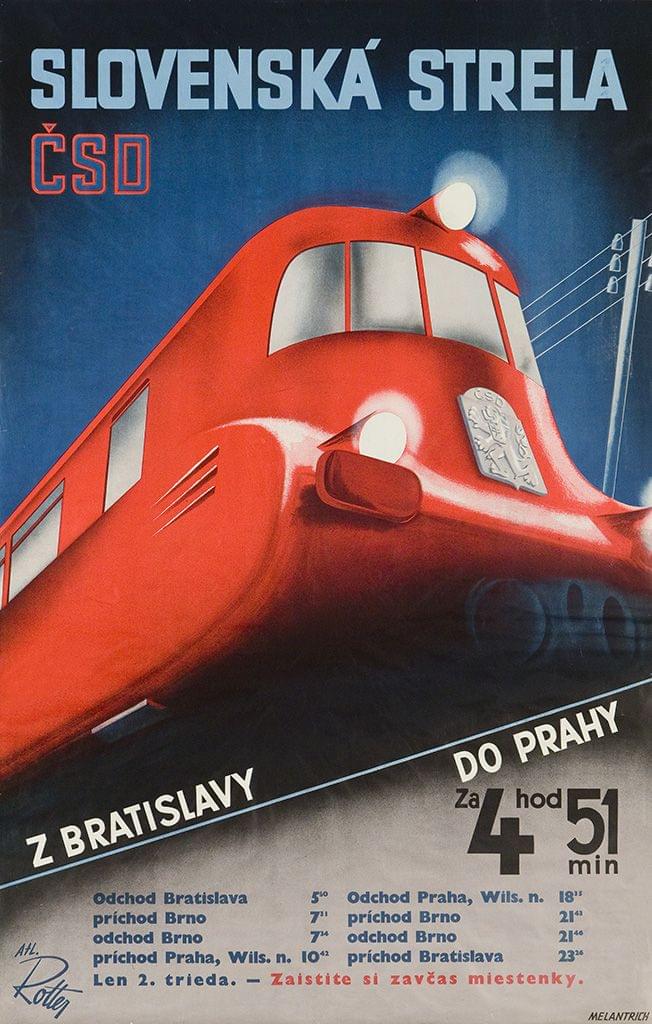 SLOVENSKÁ STRELA
ČSD
ČSD
Z BRATISLAVY DO PRAHY
Za 4 hod 51 min
Odchod Bratislava 5⁵⁰ Odchod Praha, Wils. n. 18³⁵
príchod Brno 7³¹ príchod Brno 21⁴³
odchod Brno 7³⁴ odchod Brno 21⁴⁶
príchod Praha, Wils. n. 10⁴² príchod Bratislava 23²⁶
Len 2. trieda. — Zaistite si zavčas miestenky.
Atl. Rotter
MELANTRICH